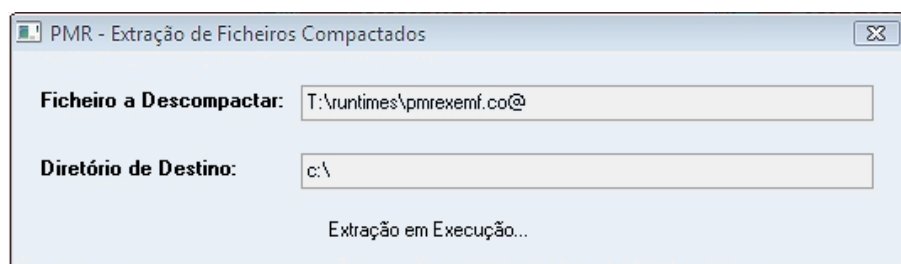 PMR - Extração de Ficheiros Compactados
Ficheiro a Descompactar: T:\runtimes\pmrexemf.co@
Diretório de Destino: c:\
Extração em Execução...